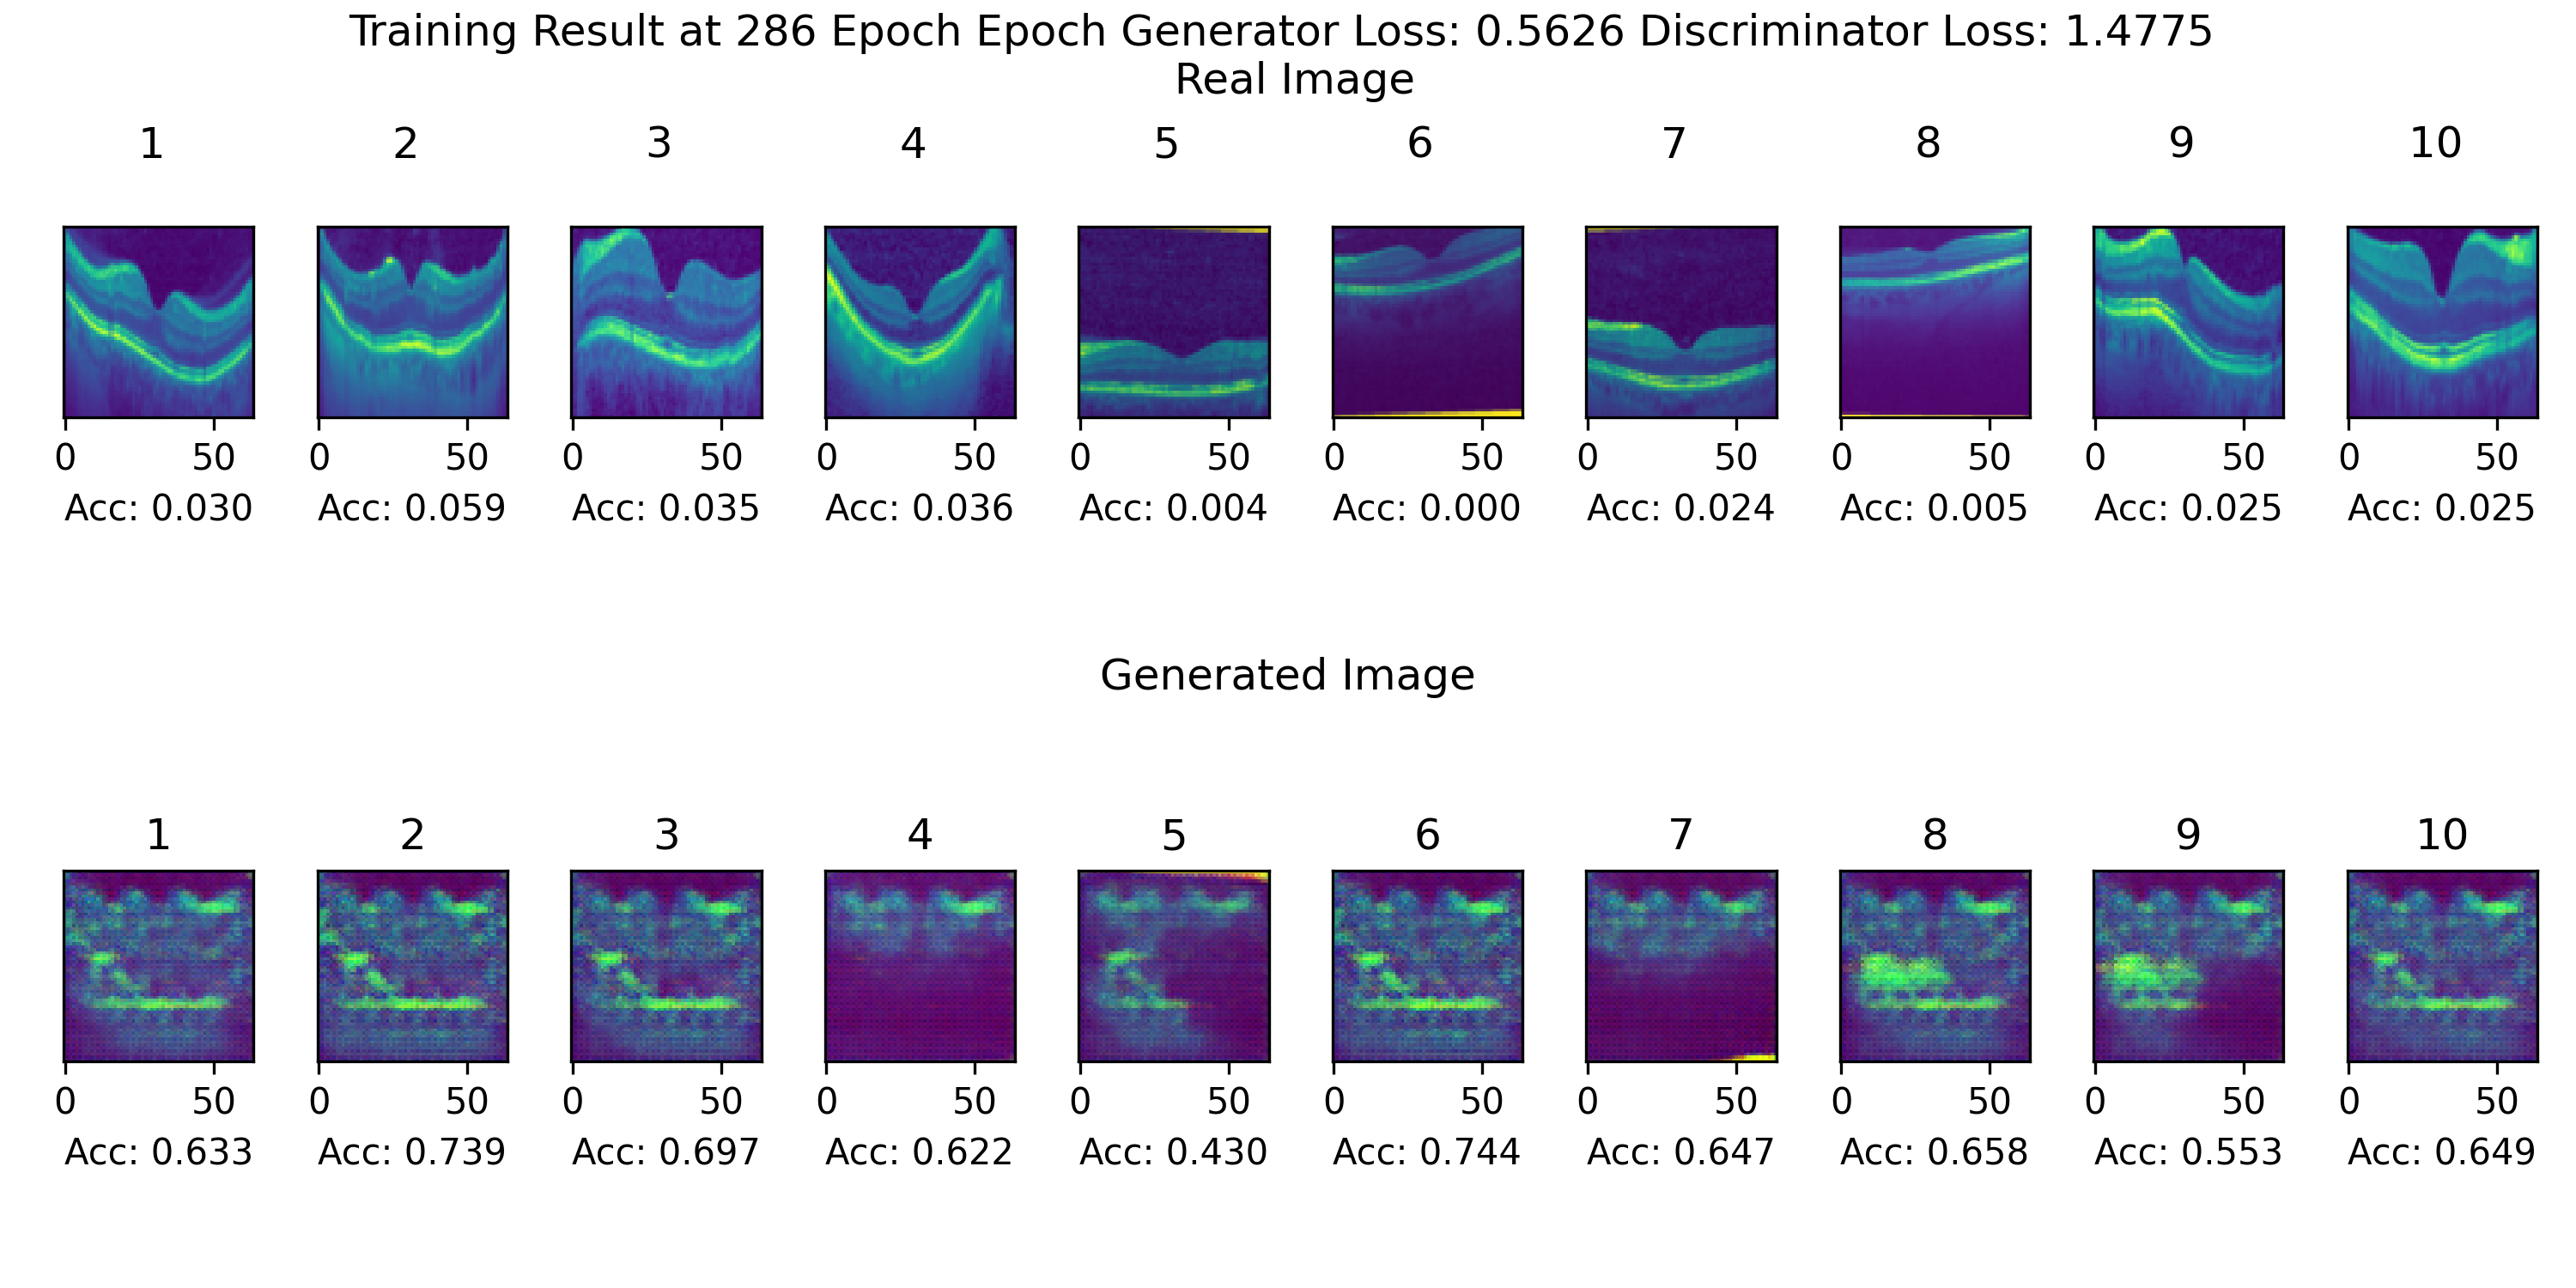 Training Result at 286 Epoch Epoch Generator Loss: 0.5626 Discriminator Loss: 1.4775
Real Image
1 2 3 4 5 6 7 8 9 10
0 50 0 50 0 50 0 50 0 50 0 50 0 50 0 50 0 50 0 50
Acc: 0.030 Acc: 0.059 Acc: 0.035 Acc: 0.036 Acc: 0.004 Acc: 0.000 Acc: 0.024 Acc: 0.005 Acc: 0.025 Acc: 0.025
Generated Image
1 2 3 4 5 6 7 8 9 10
0 50 0 50 0 50 0 50 0 50 0 50 0 50 0 50 0 50 0 50
Acc: 0.633 Acc: 0.739 Acc: 0.697 Acc: 0.622 Acc: 0.430 Acc: 0.744 Acc: 0.647 Acc: 0.658 Acc: 0.553 Acc: 0.649